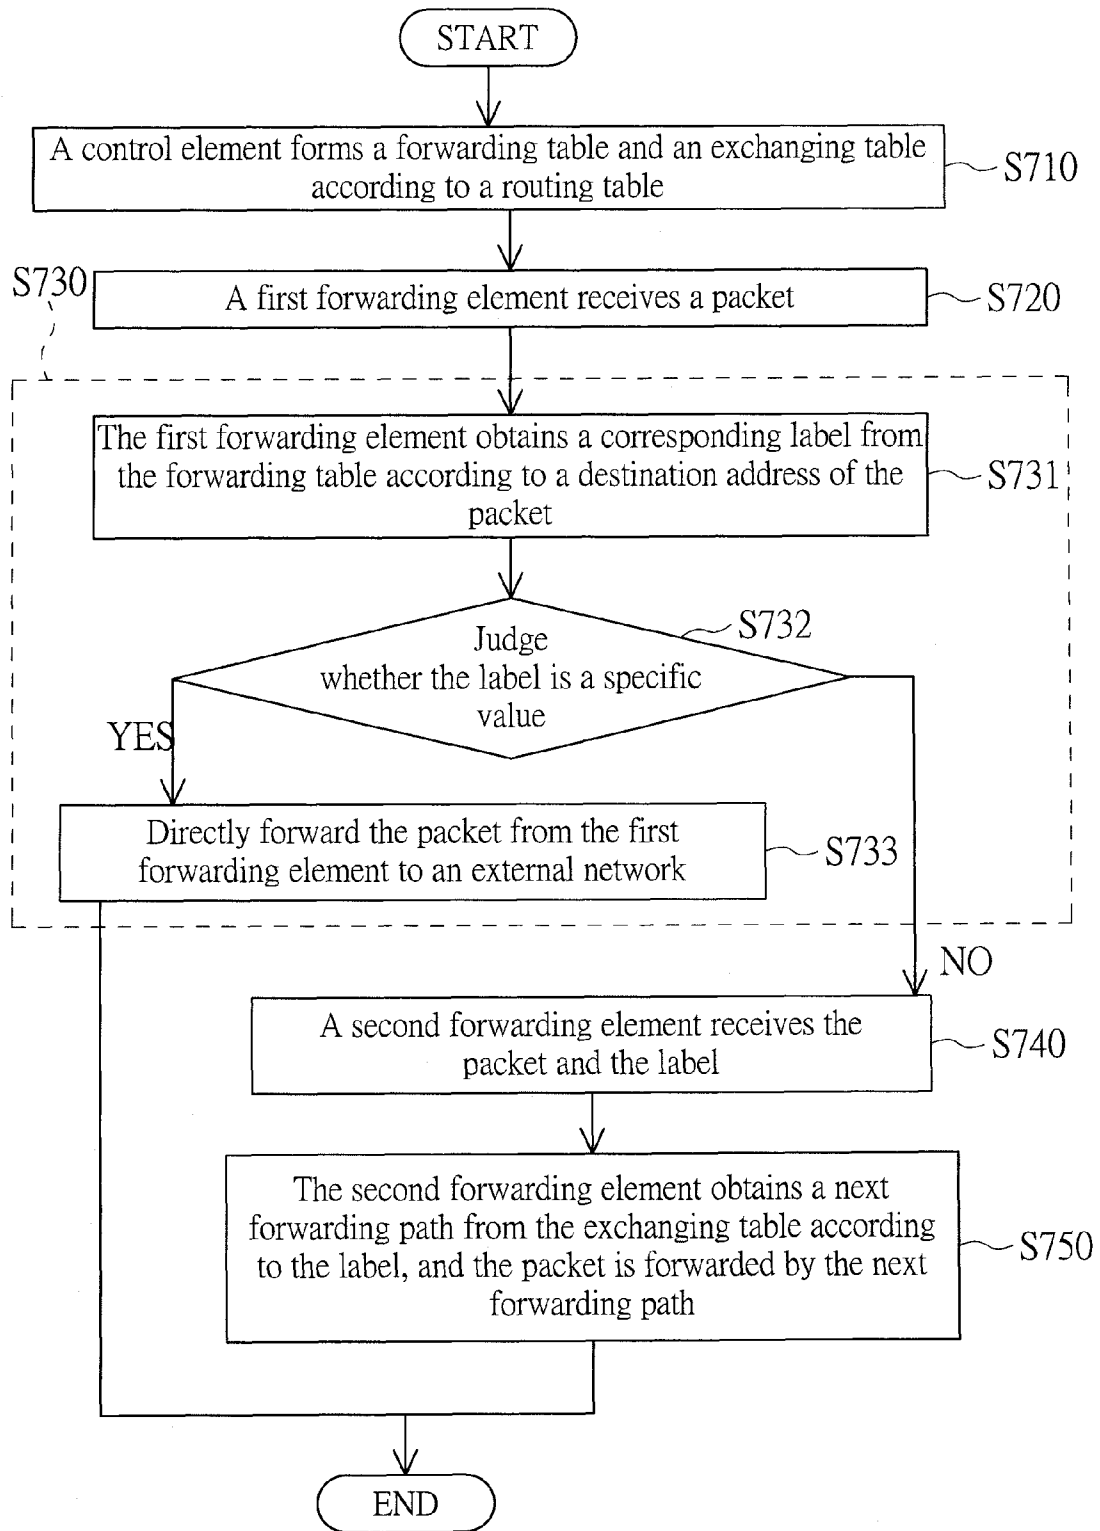 START
A control element forms a forwarding table and an exchanging table
according to a routing table
S710
S730
A first forwarding element receives a packet
S720
The first forwarding element obtains a corresponding label from
the forwarding table according to a destination address of the
packet
S731
Judge
whether the label is a specific
value
S732
YES
Directly forward the packet from the first
forwarding element to an external network
S733
NO
A second forwarding element receives the
packet and the label
S740
The second forwarding element obtains a next
forwarding path from the exchanging table according
to the label, and the packet is forwarded by the next
forwarding path
S750
END